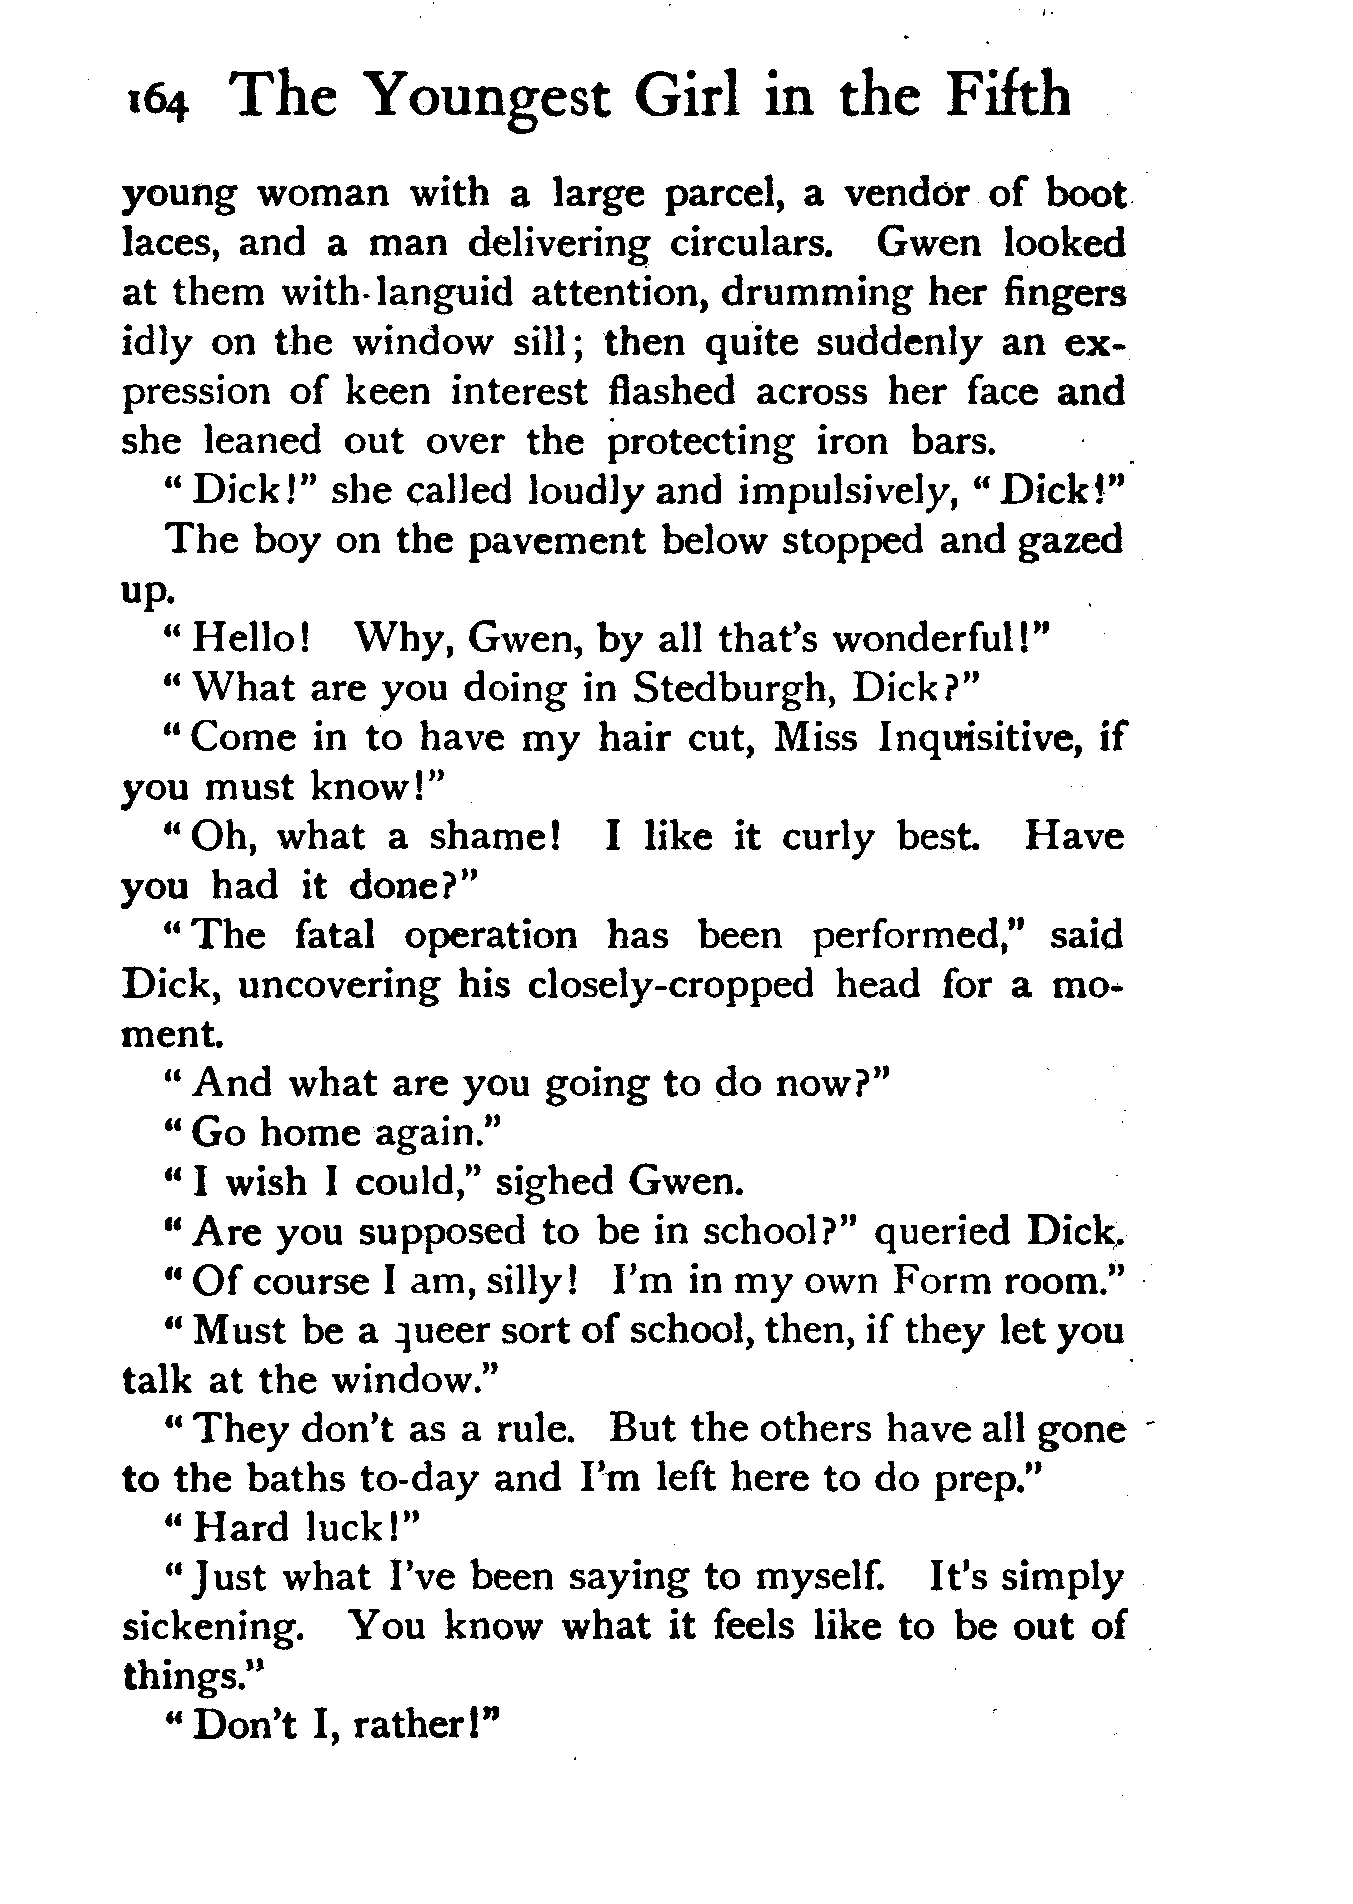 164 The Youngest Girl in the Fifth
young woman with a large parcel, a vendor of boot
laces, and a man delivering circulars. Gwen looked
at them with languid attention, drumming her fingers
idly on the window sill; then quite suddenly an ex-
pression of keen interest flashed across her face and
she leaned out over the protecting iron bars.
"Dick!" she called loudly and impulsively, "Dick!"
The boy on the pavement below stopped and gazed
up.
"Hello! Why, Gwen, by all that's wonderful!"
"What are you doing in Stedburgh, Dick?"
"Come in to have my hair cut, Miss Inquisitive, if
you must know!"
"Oh, what a shame! I like it curly best. Have
you had it done?"
"The fatal operation has been performed," said
Dick, uncovering his closely-cropped head for a mo-
ment.
"And what are you going to do now?"
"Go home again."
"I wish I could," sighed Gwen.
"Are you supposed to be in school?" queried Dick.
"Of course I am, silly! I'm in my own Form room."
"Must be a queer sort of school, then, if they let you
talk at the window."
"They don't as a rule. But the others have all gone
to the baths to-day and I'm left here to do prep."
"Hard luck!"
"Just what I've been saying to myself. It's simply
sickening. You know what it feels like to be out of
things."
"Don't I, rather!"